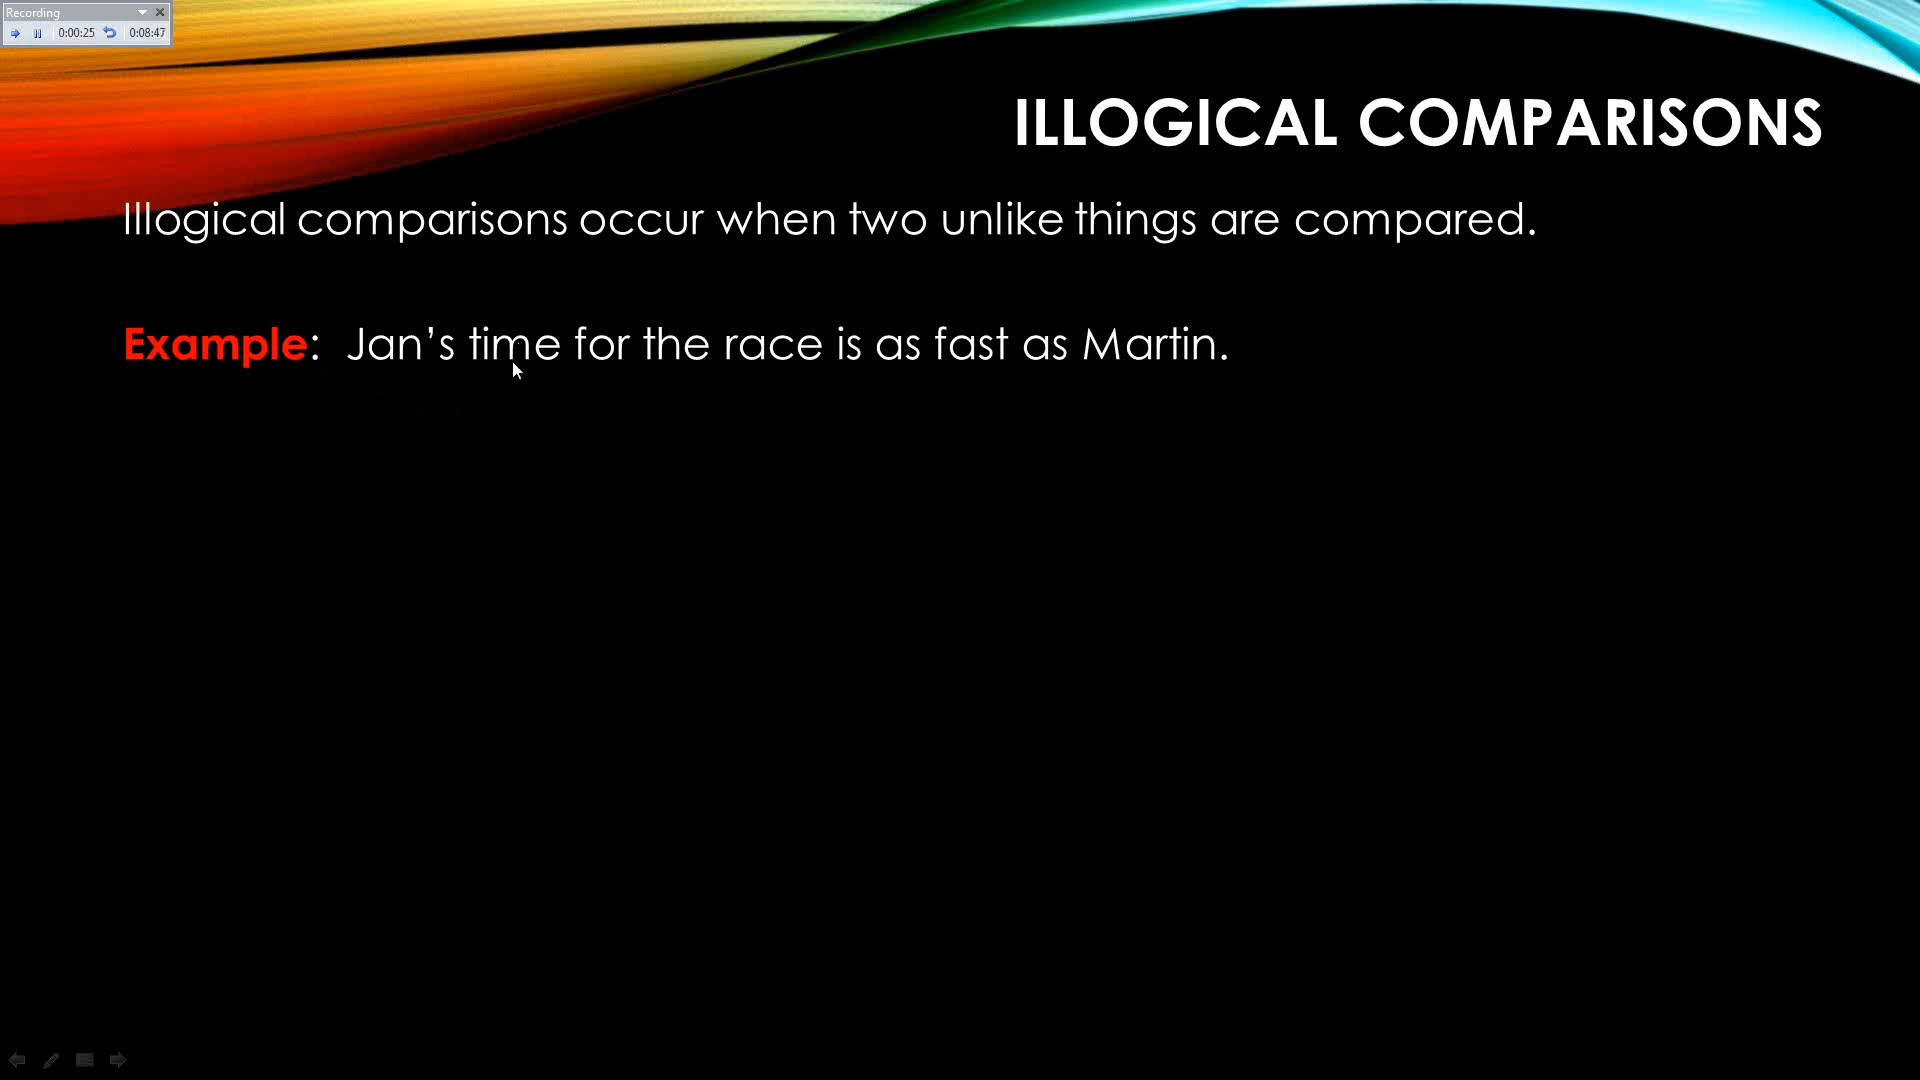 Recording
0:00:25 0:08:47
ILLOGICAL COMPARISONS
Illogical comparisons occur when two unlike things are compared.
Example: Jan’s time for the race is as fast as Martin.